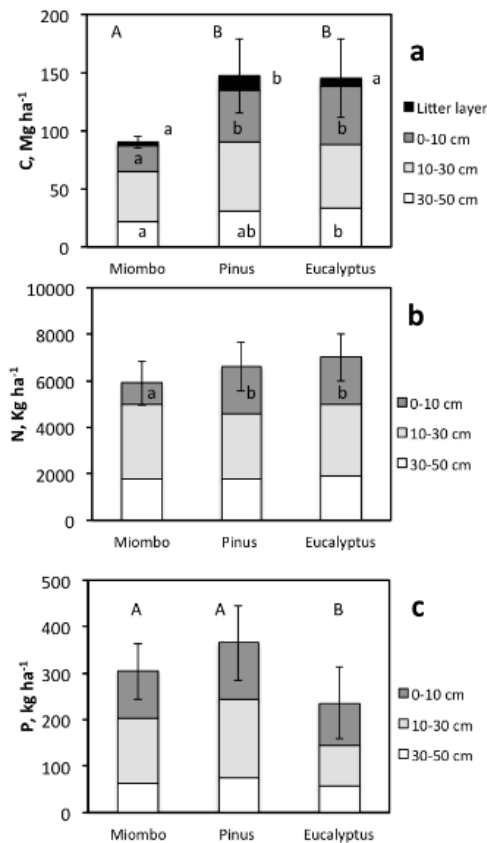 200
A
B
B
a
150
b
a
Litter layer
C, Mg ha-1
100
a
b
b
0-10 cm
a
10-30 cm
50
30-50 cm
a
ab
b
0
Miombo Pinus Eucalyptus
10000
b
8000
N, Kg ha-1
6000
a
b
b
0-10 cm
4000
10-30 cm
2000
30-50 cm
0
Miombo Pinus Eucalyptus
500
A
A
B
c
400
P, kg ha-1
300
0-10 cm
200
10-30 cm
100
30-50 cm
0
Miombo Pinus Eucalyptus